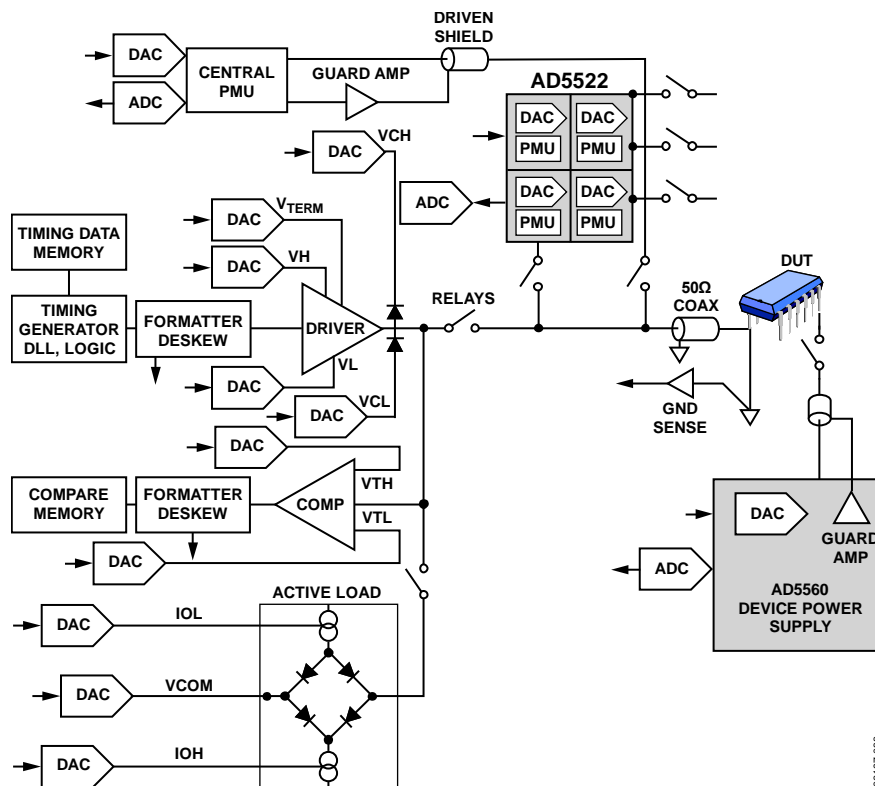 DRIVEN
SHIELD
DAC
CENTRAL
PMU
GUARD AMP
ADC
AD5522
DAC
DAC
PMU
PMU
DAC
DAC
PMU
PMU
ADC
VCH
DAC
VTERM
DAC
VH
DAC
TIMING DATA
MEMORY
TIMING
GENERATOR
DLL, LOGIC
FORMATTER
DESKEW
DRIVER
RELAYS
50Ω
COAX
DUT
VL
DAC
VCL
DAC
GND
SENSE
DAC
VTH
COMPARE
MEMORY
FORMATTER
DESKEW
COMP
VTL
DAC
DAC
GUARD
AMP
ADC
AD5560
DEVICE POWER
SUPPLY
ACTIVE LOAD
DAC
IOL
DAC
VCOM
DAC
IOH